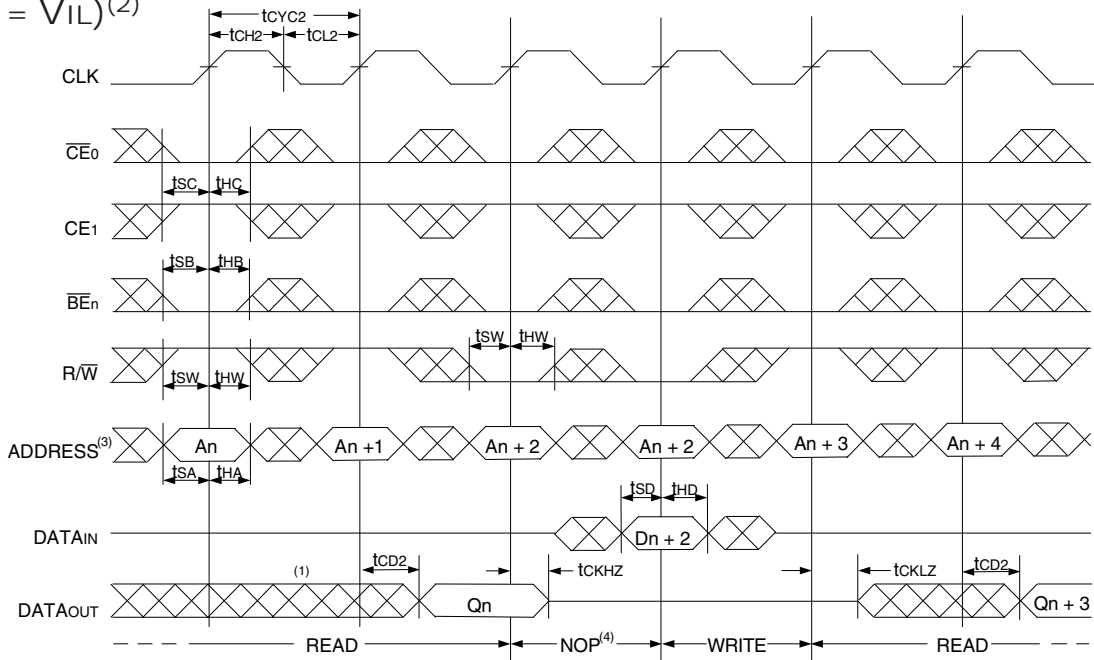 = VIL)(2)
tCYC2
tCH2 tCL2
CLK
CE0
tSC tHC
CE1
tSB tHB
BEn
tSW tHW
R/W
tSW tHW
ADDRESS(3) An An +1 An + 2 An + 2 An + 3 An + 4
tSA tHA
tSD tHD
DATAIN Dn + 2
(1) tCD2 tCKHZ tCKLZ tCD2
DATAOUT Qn Qn + 3
READ NOP(4) WRITE READ